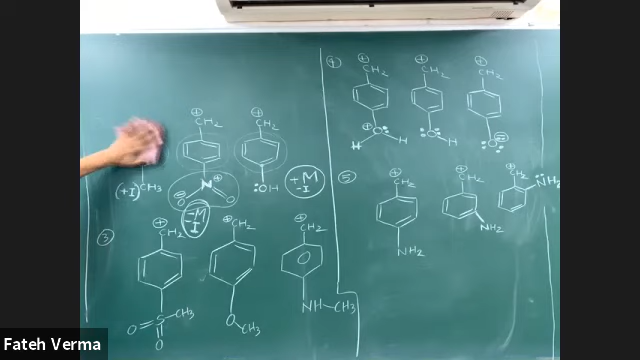 ④
⊕
CH₂
⊕
CH₂
⊕
CH₂
⊕
H O H
O H
O ⊖
⊕
CH₂
⊕
CH₂
(+I) CH₃
N ⊕
⊖O O
-M
-I
OH
+M
-I
⑤
⊕
CH₂
⊕
CH₂
⊕
CH₂
NH₂
NH₂
NH₂
③
⊕
CH₂
⊕
CH₂
⊕
CH₂
O=S CH₃
O
O CH₃
NH-CH₃
Fateh Verma